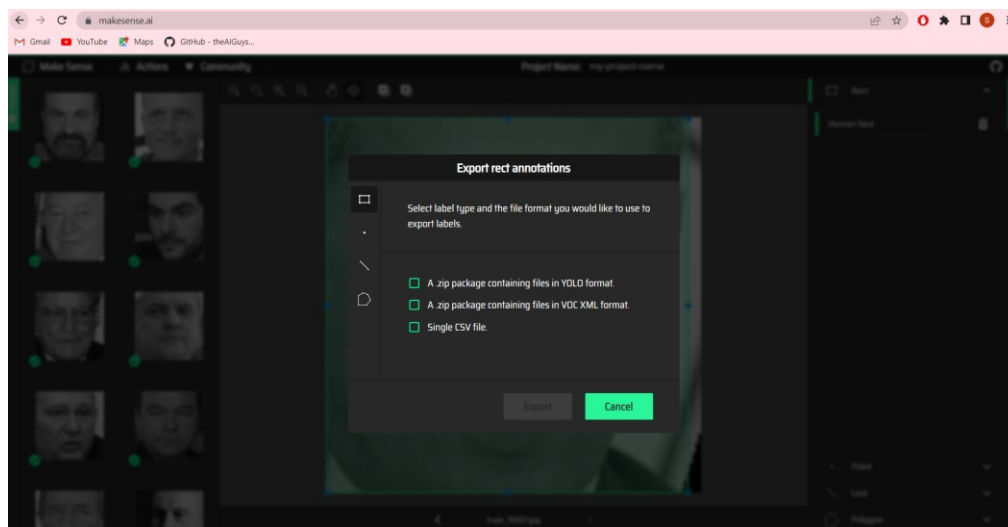 makesense.ai
Gmail YouTube Maps GitHub - theAIGuys...
Make Sense Actions Community Project Name: my-project-name
Rect
Human face
Export rect annotations
Select label type and the file format you would like to use to
export labels.
A .zip package containing files in YOLO format.
A .zip package containing files in VOC XML format.
Single CSV file.
Export Cancel
Point
Line
Polygon